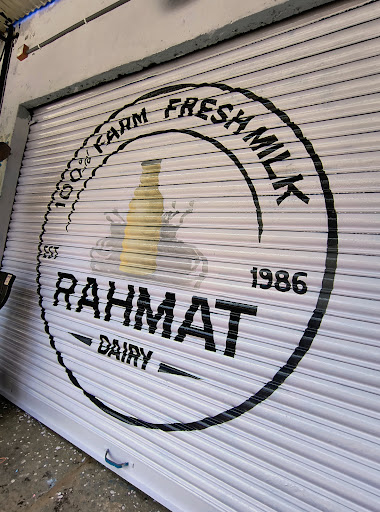 100% FARM FRESH MILK
EST 1986
RAHMAT
DAIRY